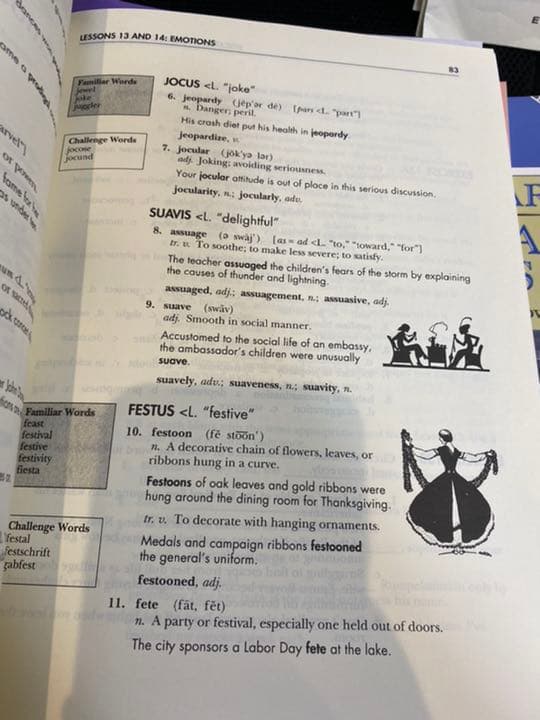 LESSONS 13 AND 14: EMOTIONS
83
Familiar Words
jewel
joke
juggler
Challenge Words
jocose
jocund
JOCUS <L. "joke"
6. jeopardy (jĕpʹər dē) [pars <L. "part"]
n. Danger; peril.
His crash diet put his health in jeopardy.
jeopardize, v.
7. jocular (jŏkʹyə lər)
adj. Joking; avoiding seriousness.
Your jocular attitude is out of place in this serious discussion.
jocularity, n.; jocularly, adv.
SUAVIS <L. "delightful"
8. assuage (ə swājʹ) [as = ad <L. "to," "toward," "for"]
tr. v. To soothe; to make less severe; to satisfy.
The teacher assuaged the children's fears of the storm by explaining
the causes of thunder and lightning.
assuaged, adj.; assuagement, n.; assuasive, adj.
9. suave (swäv)
adj. Smooth in social manner.
Accustomed to the social life of an embassy,
the ambassador's children were unusually
suave.
suavely, adv.; suaveness, n.; suavity, n.
Familiar Words
feast
festival
festive
festivity
fiesta
Challenge Words
festal
festschrift
gabfest
FESTUS <L. "festive"
10. festoon (fĕ sto͞onʹ)
n. A decorative chain of flowers, leaves, or
ribbons hung in a curve.
Festoons of oak leaves and gold ribbons were
hung around the dining room for Thanksgiving.
tr. v. To decorate with hanging ornaments.
Medals and campaign ribbons festooned
the general's uniform.
festooned, adj.
11. fete (fāt, fĕt)
n. A party or festival, especially one held out of doors.
The city sponsors a Labor Day fete at the lake.